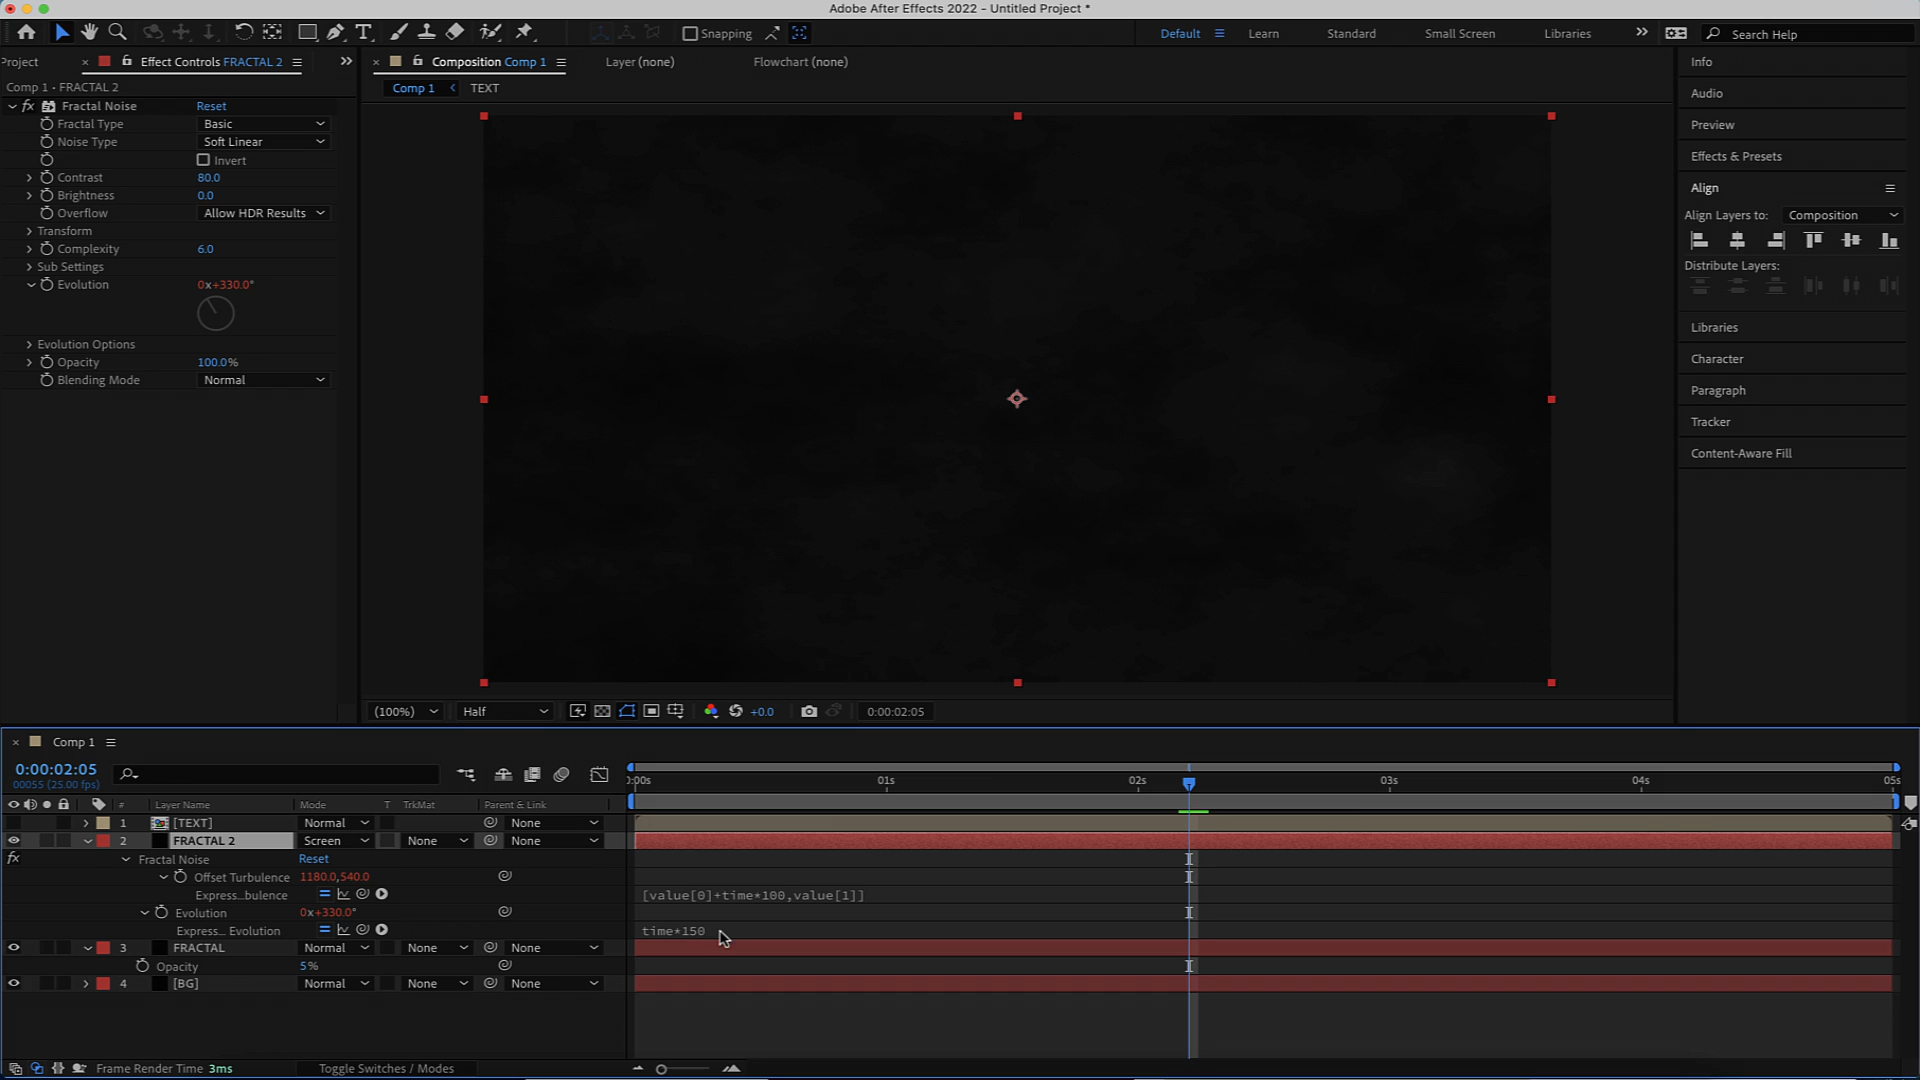 Adobe After Effects 2022 - Untitled Project *
Snapping
Default
Learn
Standard
Small Screen
Libraries
Search Help
Project
Effect Controls FRACTAL 2
Composition Comp 1
Layer (none)
Flowchart (none)
Info
Comp 1 • FRACTAL 2
Comp 1
TEXT
Audio
Preview
Effects & Presets
Align
Align Layers to:
Composition
Distribute Layers:
Libraries
Character
Paragraph
Tracker
Content-Aware Fill
Fractal Noise
Reset
Fractal Type
Basic
Noise Type
Soft Linear
Invert
Contrast
80.0
Brightness
0.0
Overflow
Allow HDR Results
Transform
Complexity
6.0
Sub Settings
Evolution
0x+330.0°
Evolution Options
Opacity
100.0%
Blending Mode
Normal
(100%)
Half
+0.0
0:00:02:05
Comp 1
0:00:02:05
00055 (25.00 fps)
0:00s
01s
02s
03s
04s
05s
#
Layer Name
Mode
T
TrkMat
Parent & Link
1
[TEXT]
Normal
None
2
FRACTAL 2
Screen
None
None
fx
Fractal Noise
Reset
Offset Turbulence
1180.0,540.0
Express...bulence
[value[0]+time*100,value[1]]
Evolution
0x+330.0°
Express... Evolution
time*150
3
FRACTAL
Normal
None
None
Opacity
5%
4
[BG]
Normal
None
None
Frame Render Time 3ms
Toggle Switches / Modes